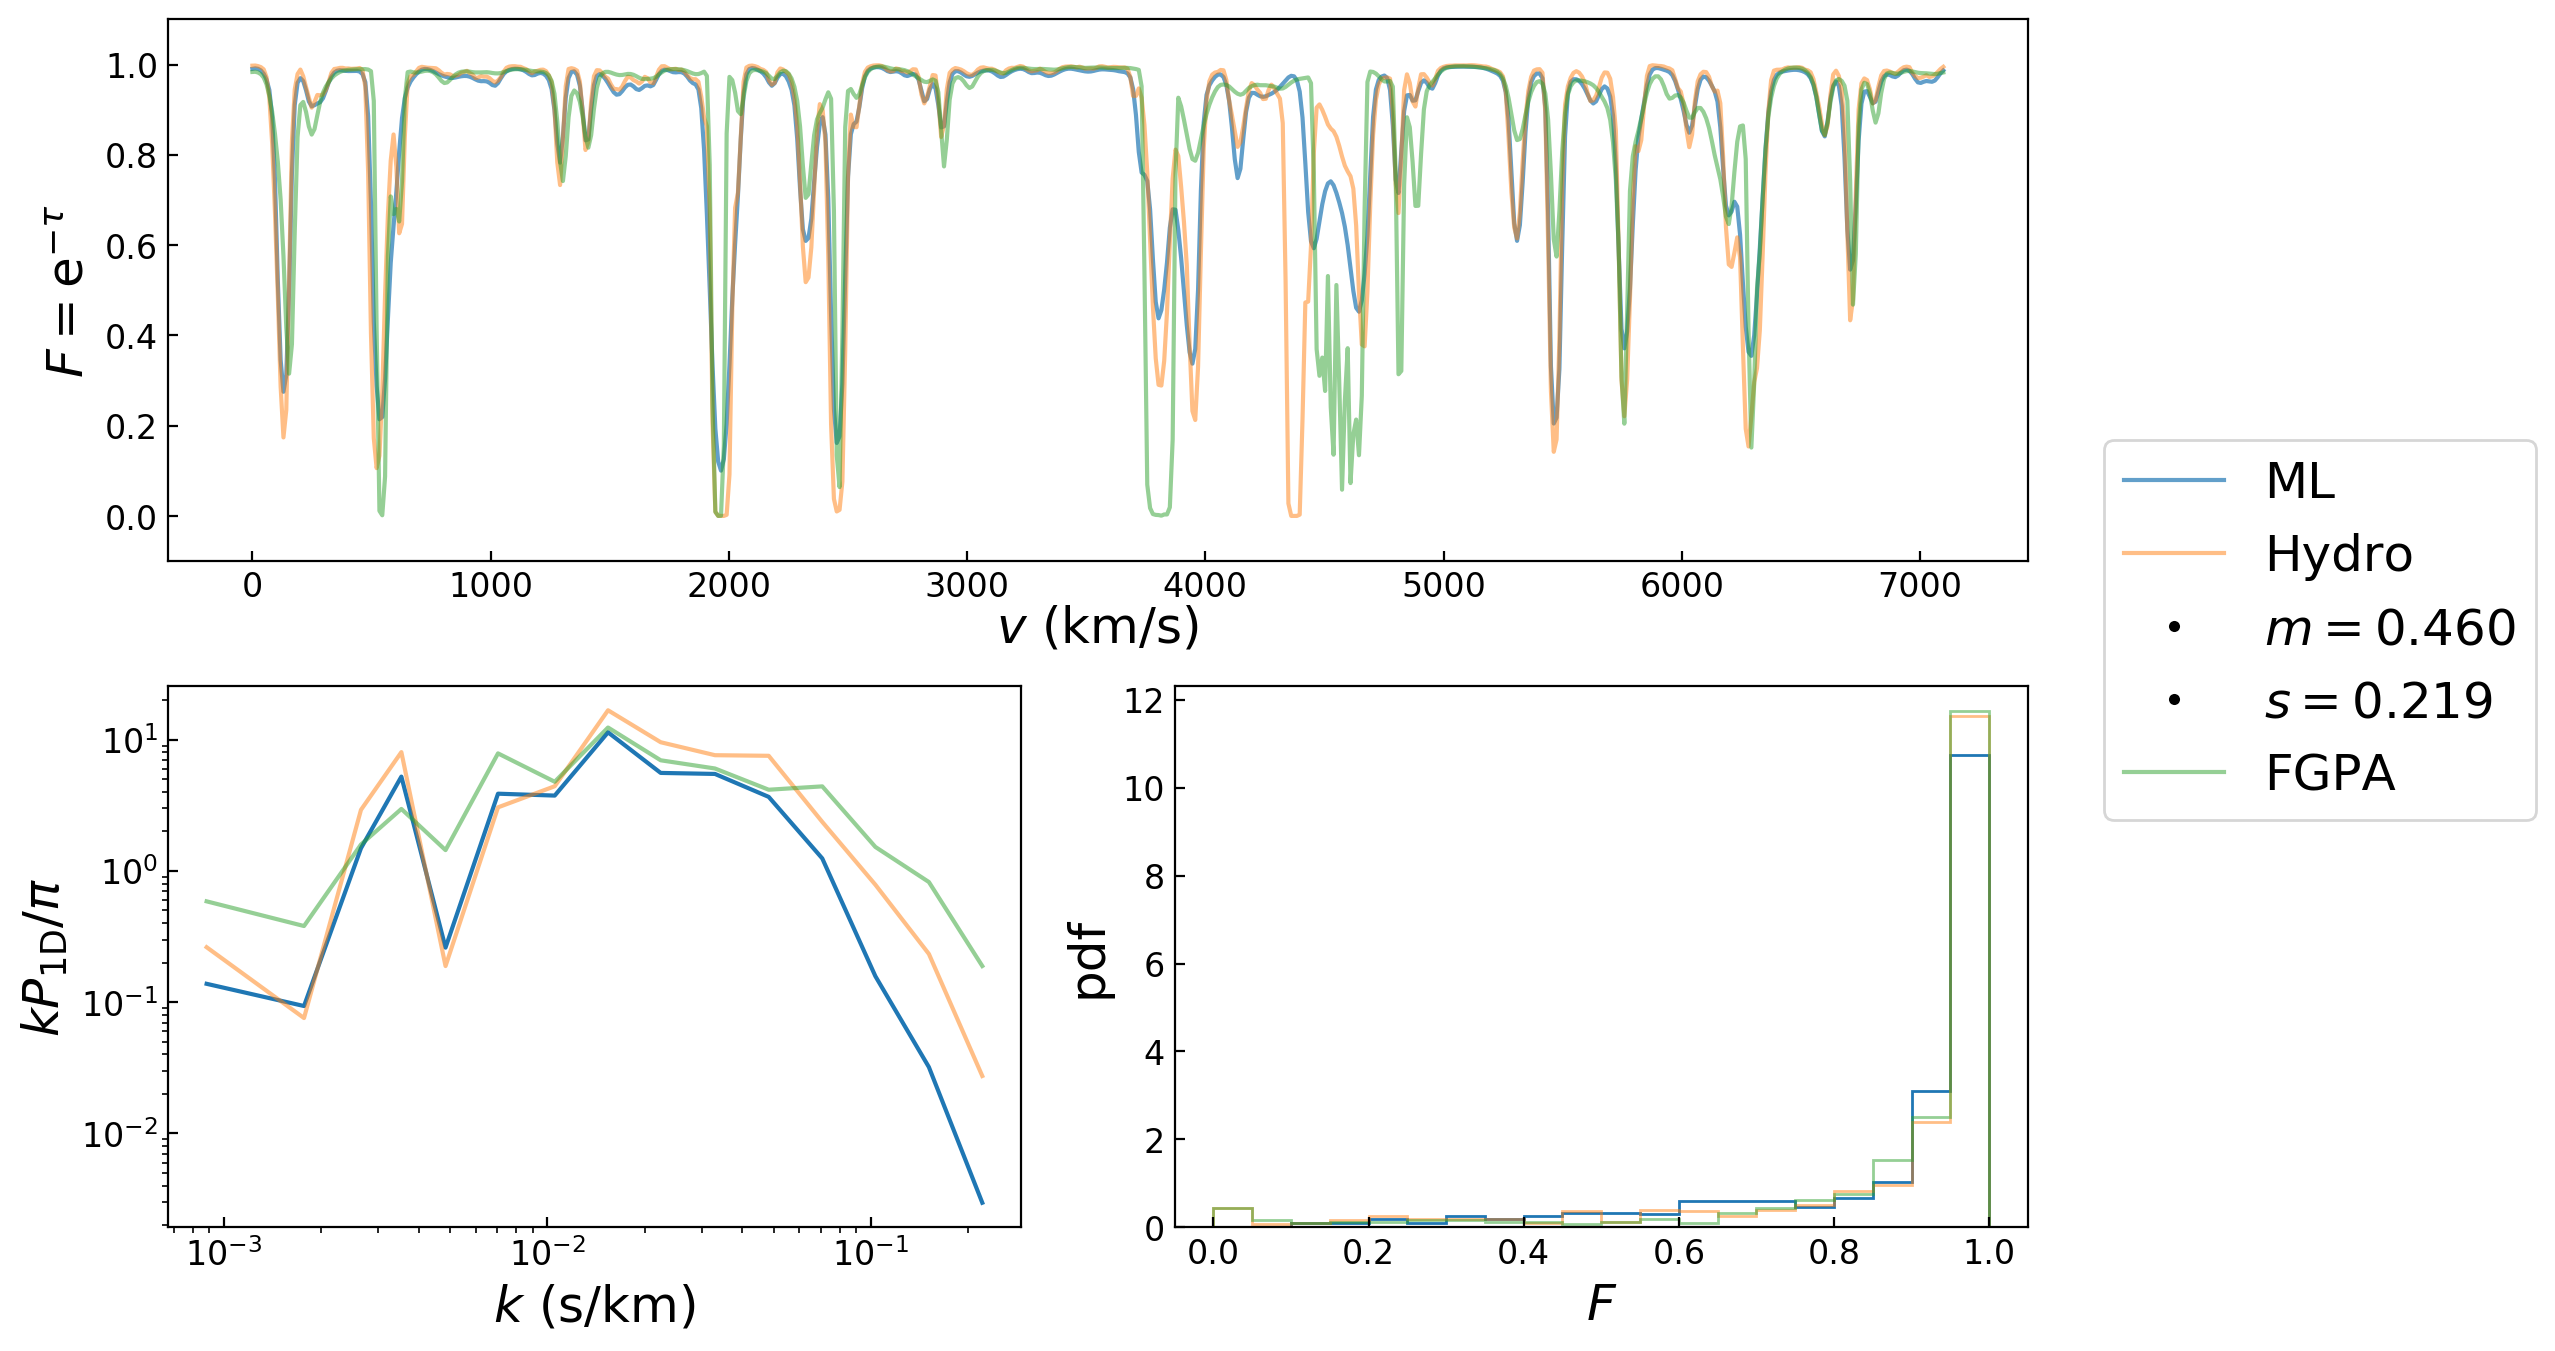 F = e^{−τ}
1.0
0.8
0.6
0.4
0.2
0.0
0 1000 2000 3000 4000 5000 6000 7000
v (km/s)
kP_{1D}/π
10^1
10^0
10^{−1}
10^{−2}
10^{−3} 10^{−2} 10^{−1}
k (s/km)
pdf
12
10
8
6
4
2
0
0.0 0.2 0.4 0.6 0.8 1.0
F
ML
Hydro
m = 0.460
s = 0.219
FGPA